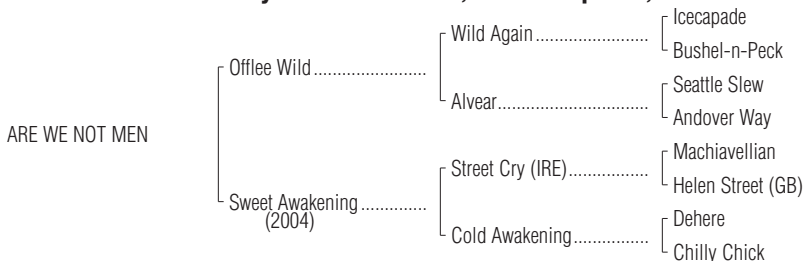 Icecapade
Wild Again
Bushel-n-Peck
Offlee Wild
Seattle Slew
Alvear
Andover Way
ARE WE NOT MEN
Machiavellian
Street Cry (IRE)
Helen Street (GB)
Sweet Awakening
(2004)
Dehere
Cold Awakening
Chilly Chick